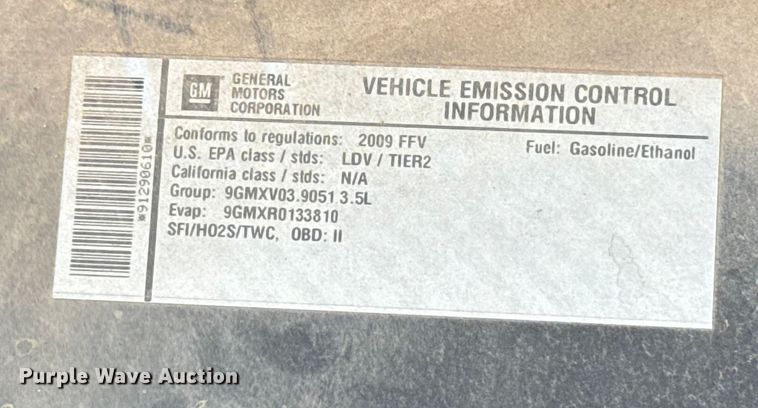 *91290610*
GM
GENERAL
MOTORS
CORPORATION
VEHICLE EMISSION CONTROL
INFORMATION
Conforms to regulations: 2009 FFV
Fuel: Gasoline/Ethanol
U.S. EPA class / stds: LDV / TIER2
California class / stds: N/A
Group: 9GMXV03.9051 3.5L
Evap: 9GMXR0133810
SFI/HO2S/TWC, OBD: II
Purple Wave Auction